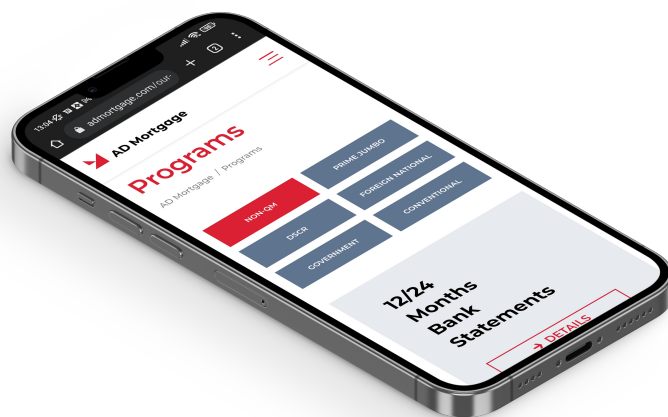 13:04
2
admortgage.com/our-
AD Mortgage
Programs
AD Mortgage / Programs
NON-QM
PRIME JUMBO
DSCR
FOREIGN NATIONAL
GOVERNMENT
CONVENTIONAL
12/24
Months
Bank
Statements
→ DETAILS